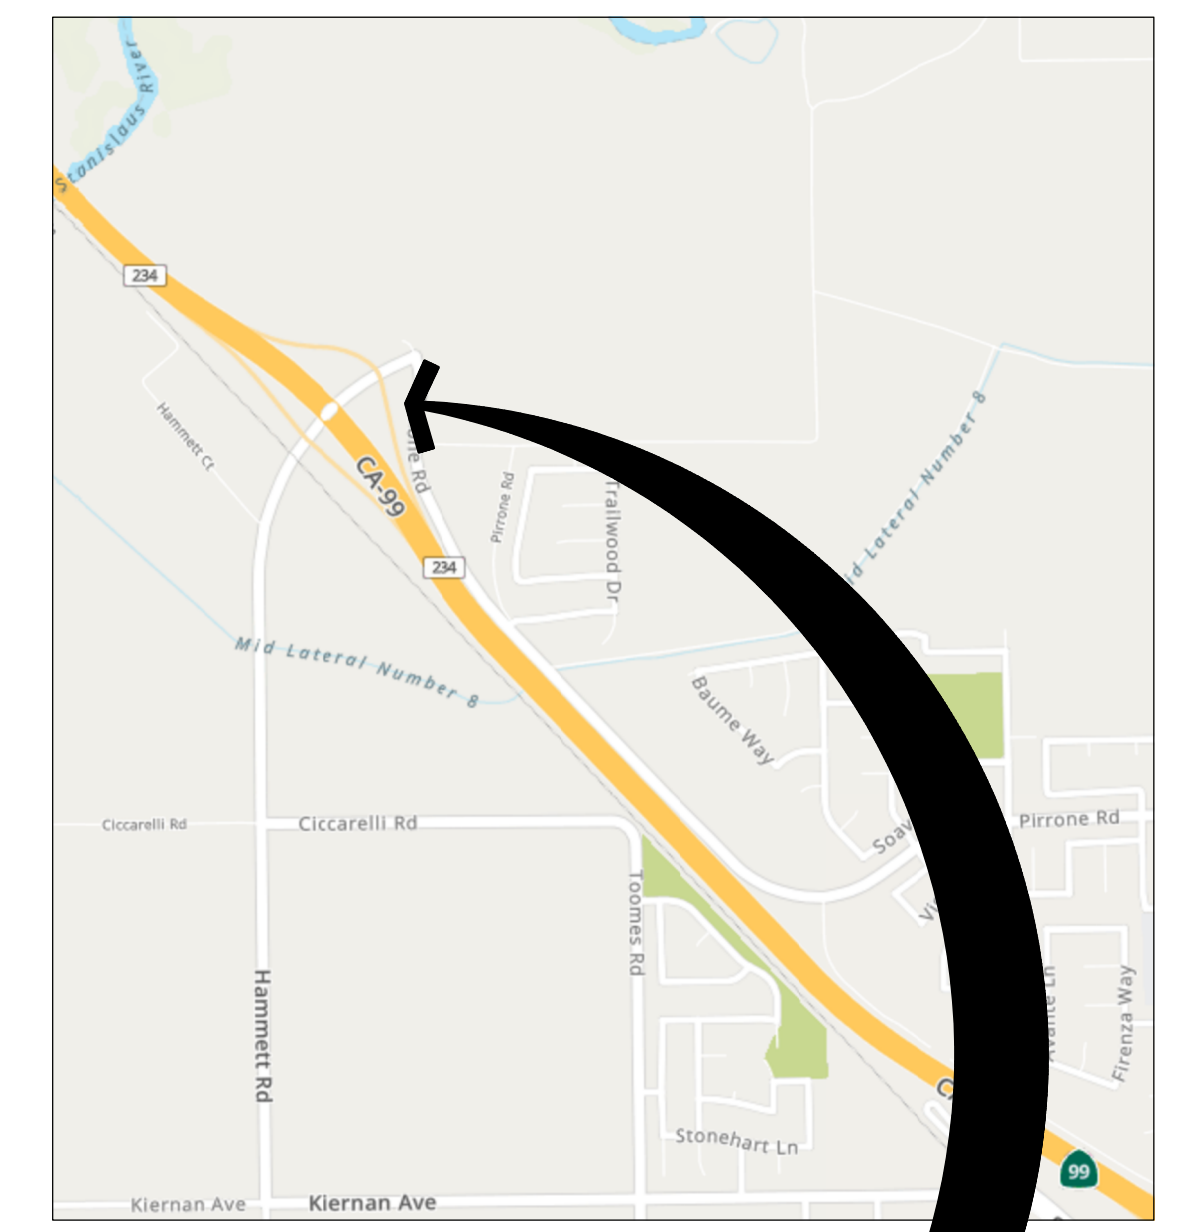 Stanislaus River
234
Hammett Ct
CA-99
Pirrone Rd
Trailwood Dr
Mid Lateral Number 8
234
Mid Lateral Number 8
Baume Way
Ciccarelli Rd
Ciccarelli Rd
Pirrone Rd
Toomes Rd
Hammett Rd
Firenza Way
Stonehart Ln
99
Kiernan Ave
Kiernan Ave